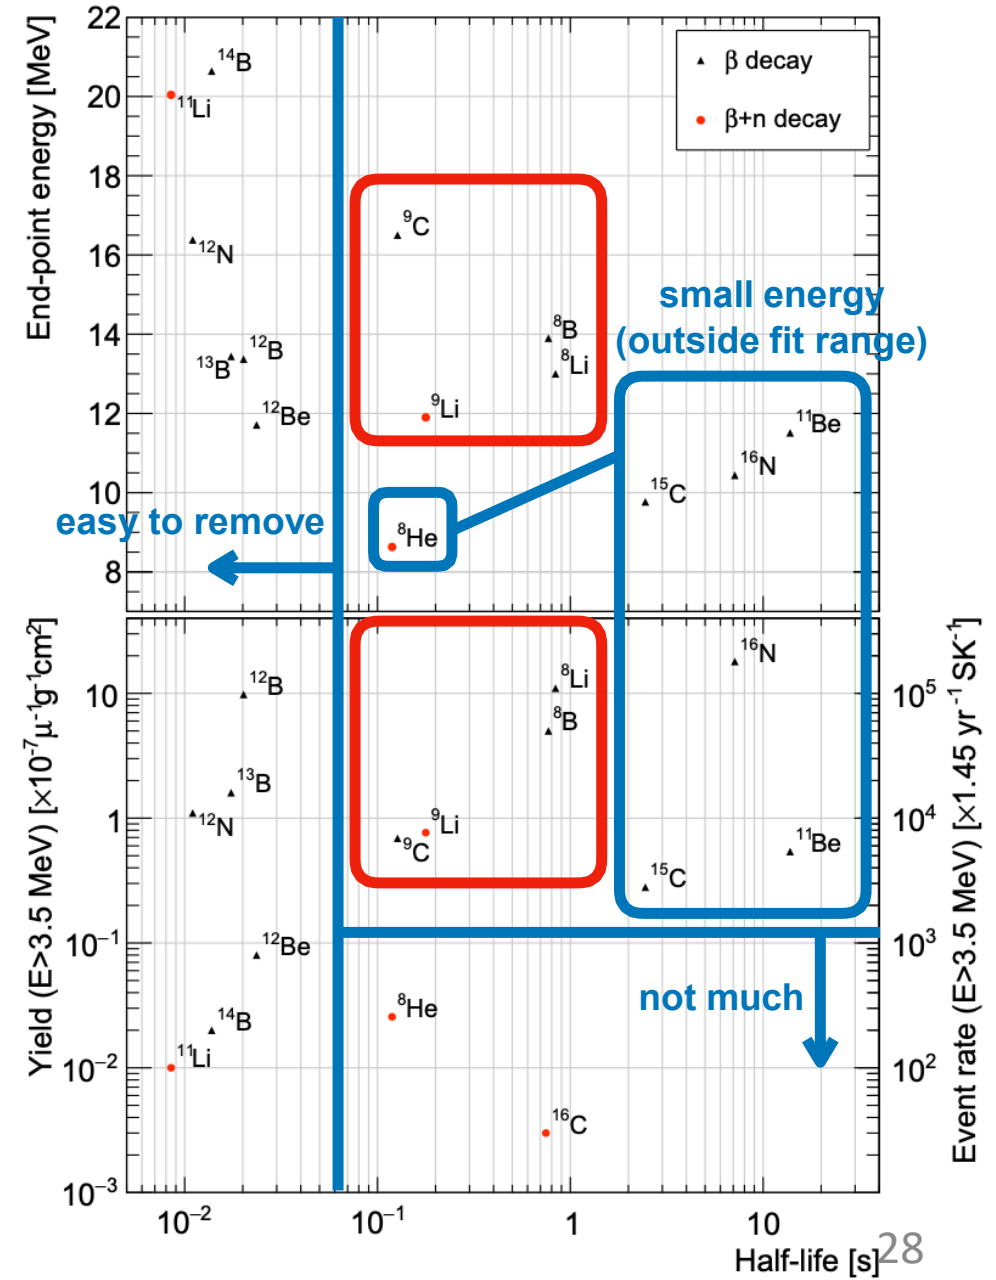 End-point energy [MeV]
22
20
18
16
14
12
10
8
▲ β decay
● β+n decay
¹⁴B
¹¹Li
¹²N
⁹C
¹³B
¹²B
⁸B
⁸Li
¹²Be
⁹Li
¹¹Be
¹⁶N
¹⁵C
⁸He
small energy
(outside fit range)
easy to remove
Yield (E>3.5 MeV) [×10⁻⁷μ⁻¹g⁻¹cm²]
10
1
10⁻¹
10⁻²
10⁻³
¹²B
¹³B
¹²N
⁸Li
⁸B
⁹Li
⁹C
¹⁶N
¹¹Be
¹⁵C
¹²Be
¹⁴B
¹¹Li
⁸He
¹⁶C
not much
10⁵
10⁴
10³
10²
Event rate (E>3.5 MeV) [×1.45 yr⁻¹ SK⁻¹]
10⁻² 10⁻¹ 1 10
Half-life [s]
28